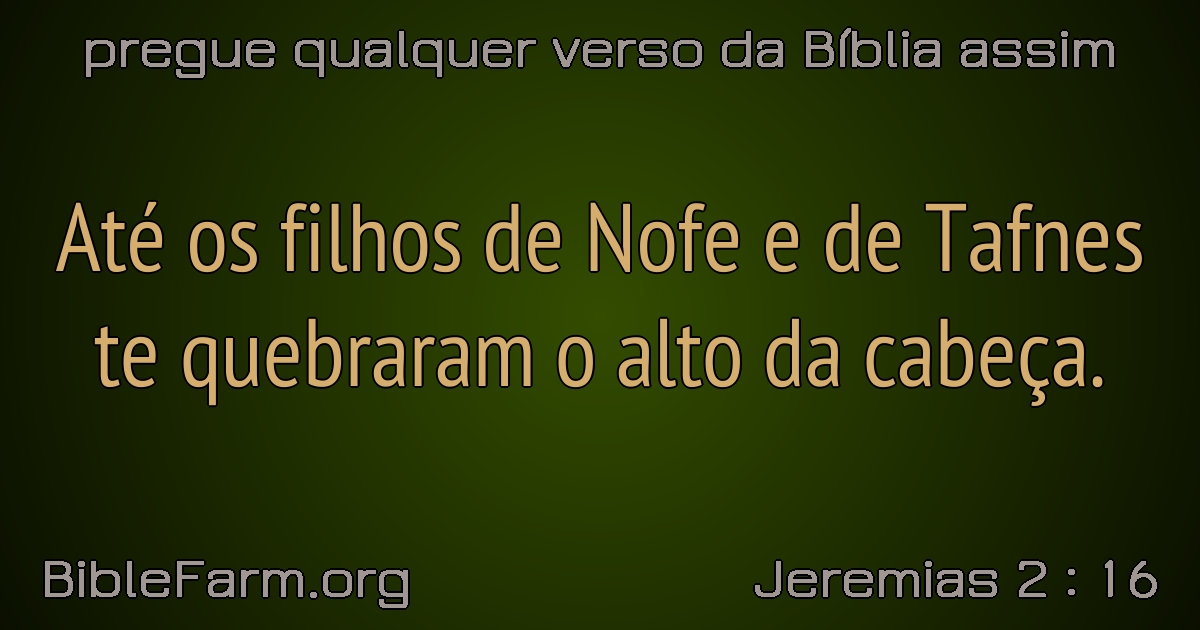 pregue qualquer verso da Bíblia assim
Até os filhos de Nofe e de Tafnes
te quebraram o alto da cabeça.
BibleFarm.org
Jeremias 2 : 16